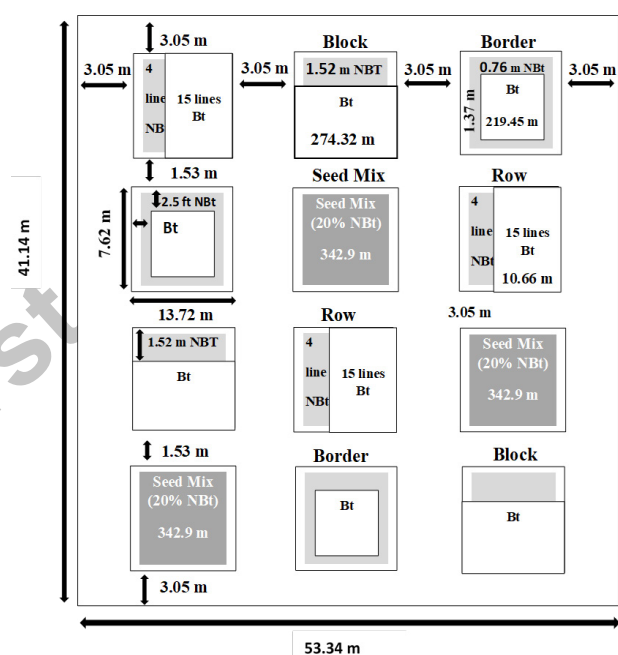 3.05 m
Block
Border
3.05 m
4
line
NB
15 lines
Bt
3.05 m
1.52 m NBT
Bt
274.32 m
3.05 m
0.76 m NBt
Bt
1.37 m
219.45 m
3.05 m
1.53 m
Seed Mix
Row
7.62 m
2.5 ft NBt
Bt
Seed Mix
(20% NBt)
342.9 m
4
line
NBt
15 lines
Bt
10.66 m
41.14 m
13.72 m
Row
3.05 m
1.52 m NBT
Bt
4
line
NBt
15 lines
Bt
Seed Mix
(20% NBt)
342.9 m
1.53 m
Border
Block
Seed Mix
(20% NBt)
342.9 m
Bt
Bt
3.05 m
53.34 m